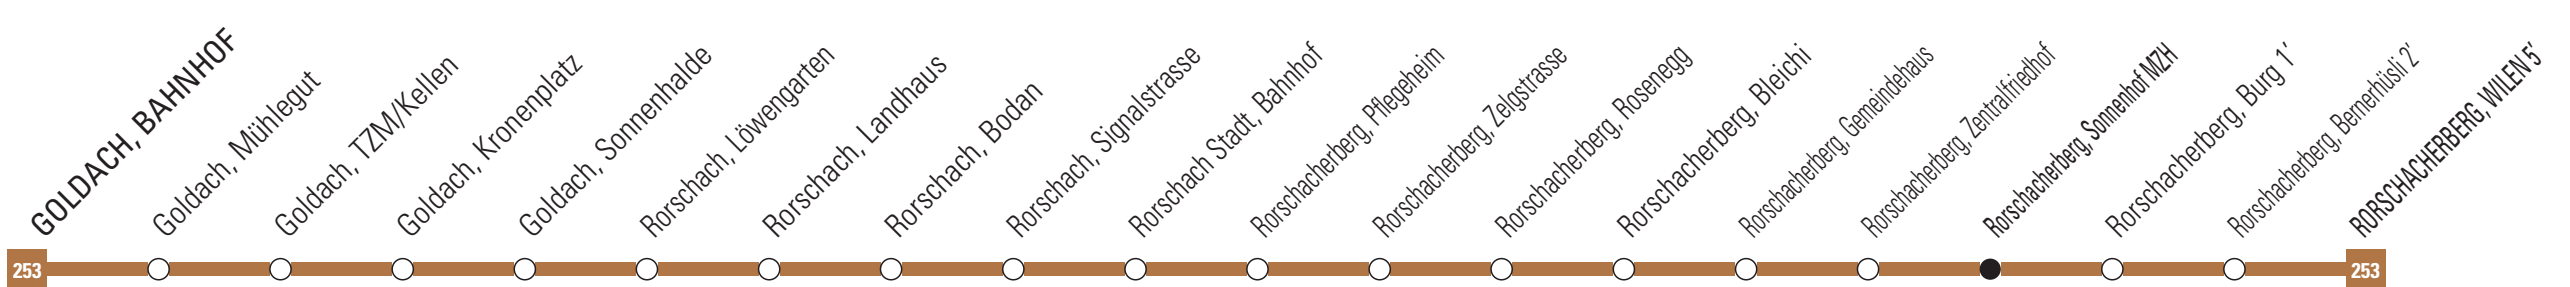 GOLDACH, BAHNHOF
Goldach, Mühlegut
Goldach, TZM/Kellen
Goldach, Kronenplatz
Goldach, Sonnenhalde
Rorschach, Löwengarten
Rorschach, Landhaus
Rorschach, Bodan
Rorschach, Signalstrasse
Rorschach Stadt, Bahnhof
Rorschacherberg, Pflegeheim
Rorschacherberg, Zelgstrasse
Rorschacherberg, Rosenegg
Rorschacherberg, Bleichi
Rorschacherberg, Gemeindehaus
Rorschacherberg, Zentralfriedhof
Rorschacherberg, Sonnenhof MZH
Rorschacherberg, Burg 1’
Rorschacherberg, Bernerhüsli 2’
RORSCHACHERBERG, WILEN 5’
253
253